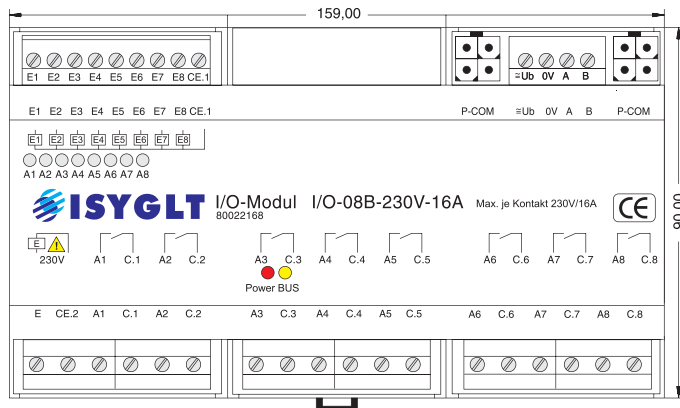 159,00
E1 E2 E3 E4 E5 E6 E7 E8 CE.1 ≅Ub 0V A B
E1 E2 E3 E4 E5 E6 E7 E8 CE.1 P-COM ≅Ub 0V A B P-COM
E1 E2 E3 E4 E5 E6 E7 E8
A1 A2 A3 A4 A5 A6 A7 A8
ISYGLT I/O-Modul I/O-08B-230V-16A Max. je Kontakt 230V/16A CE
80022168
90,00
E !
230V A1 C.1 A2 C.2 A3 C.3 A4 C.4 A5 C.5 A6 C.6 A7 C.7 A8 C.8
Power BUS
E CE.2 A1 C.1 A2 C.2 A3 C.3 A4 C.4 A5 C.5 A6 C.6 A7 C.7 A8 C.8